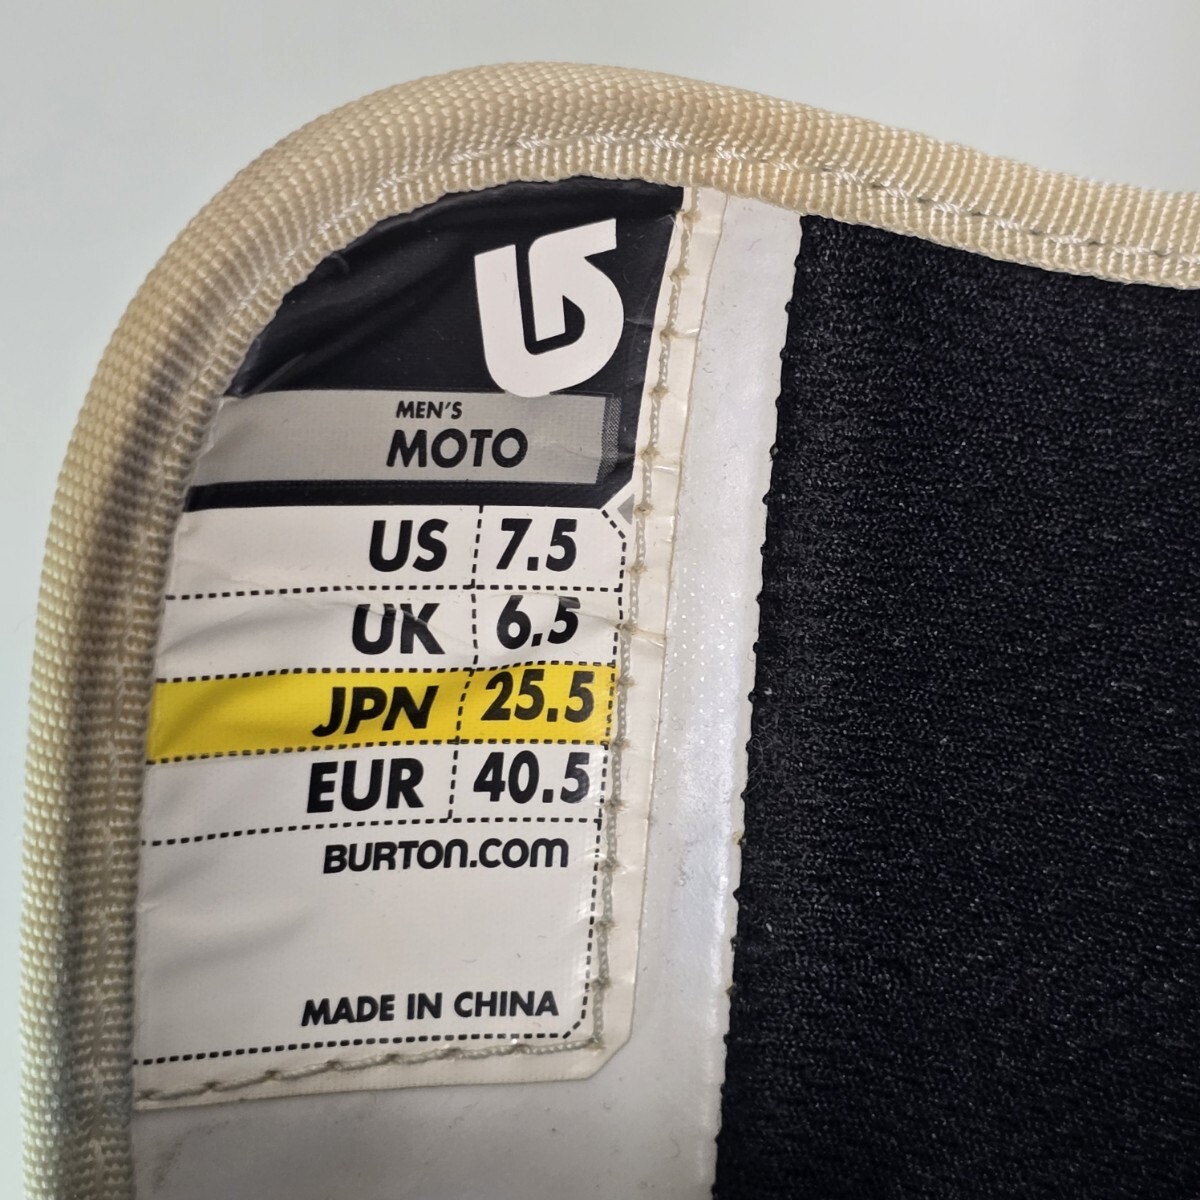 MEN'S
MOTO
US 7.5
UK 6.5
JPN 25.5
EUR 40.5
BURTON.COM
MADE IN CHINA